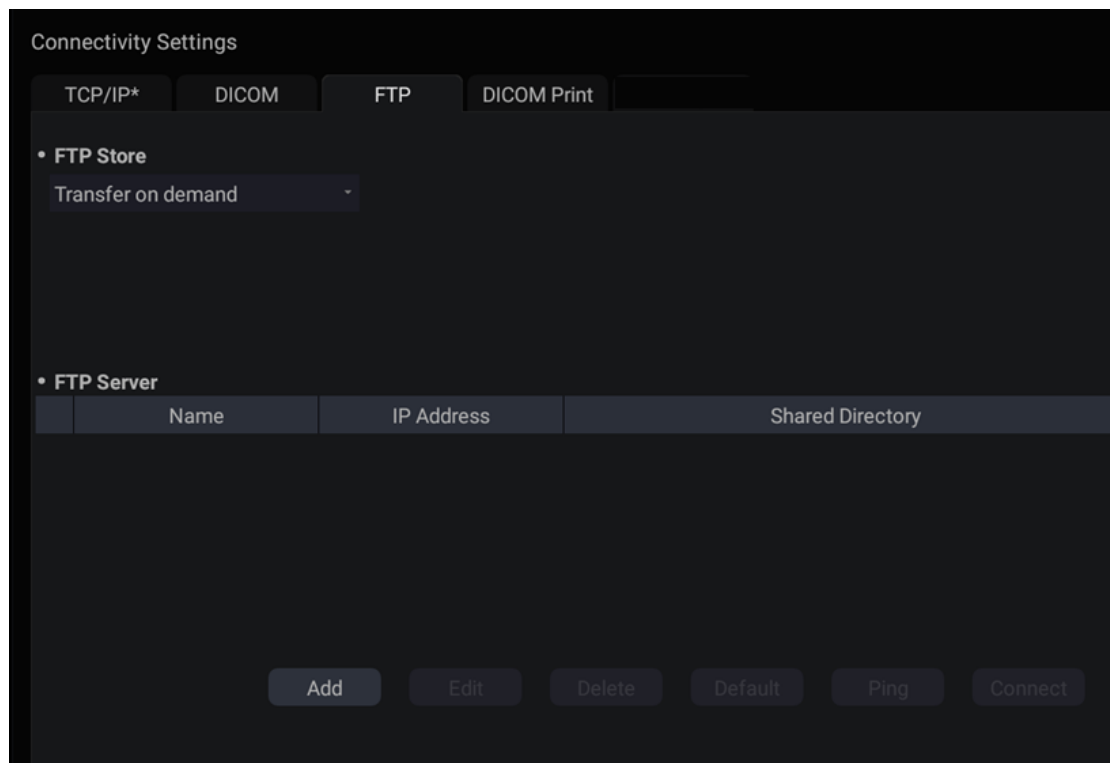 Connectivity Settings
TCP/IP* DICOM FTP DICOM Print
• FTP Store
Transfer on demand
• FTP Server
Name IP Address Shared Directory
Add Edit Delete Default Ping Connect